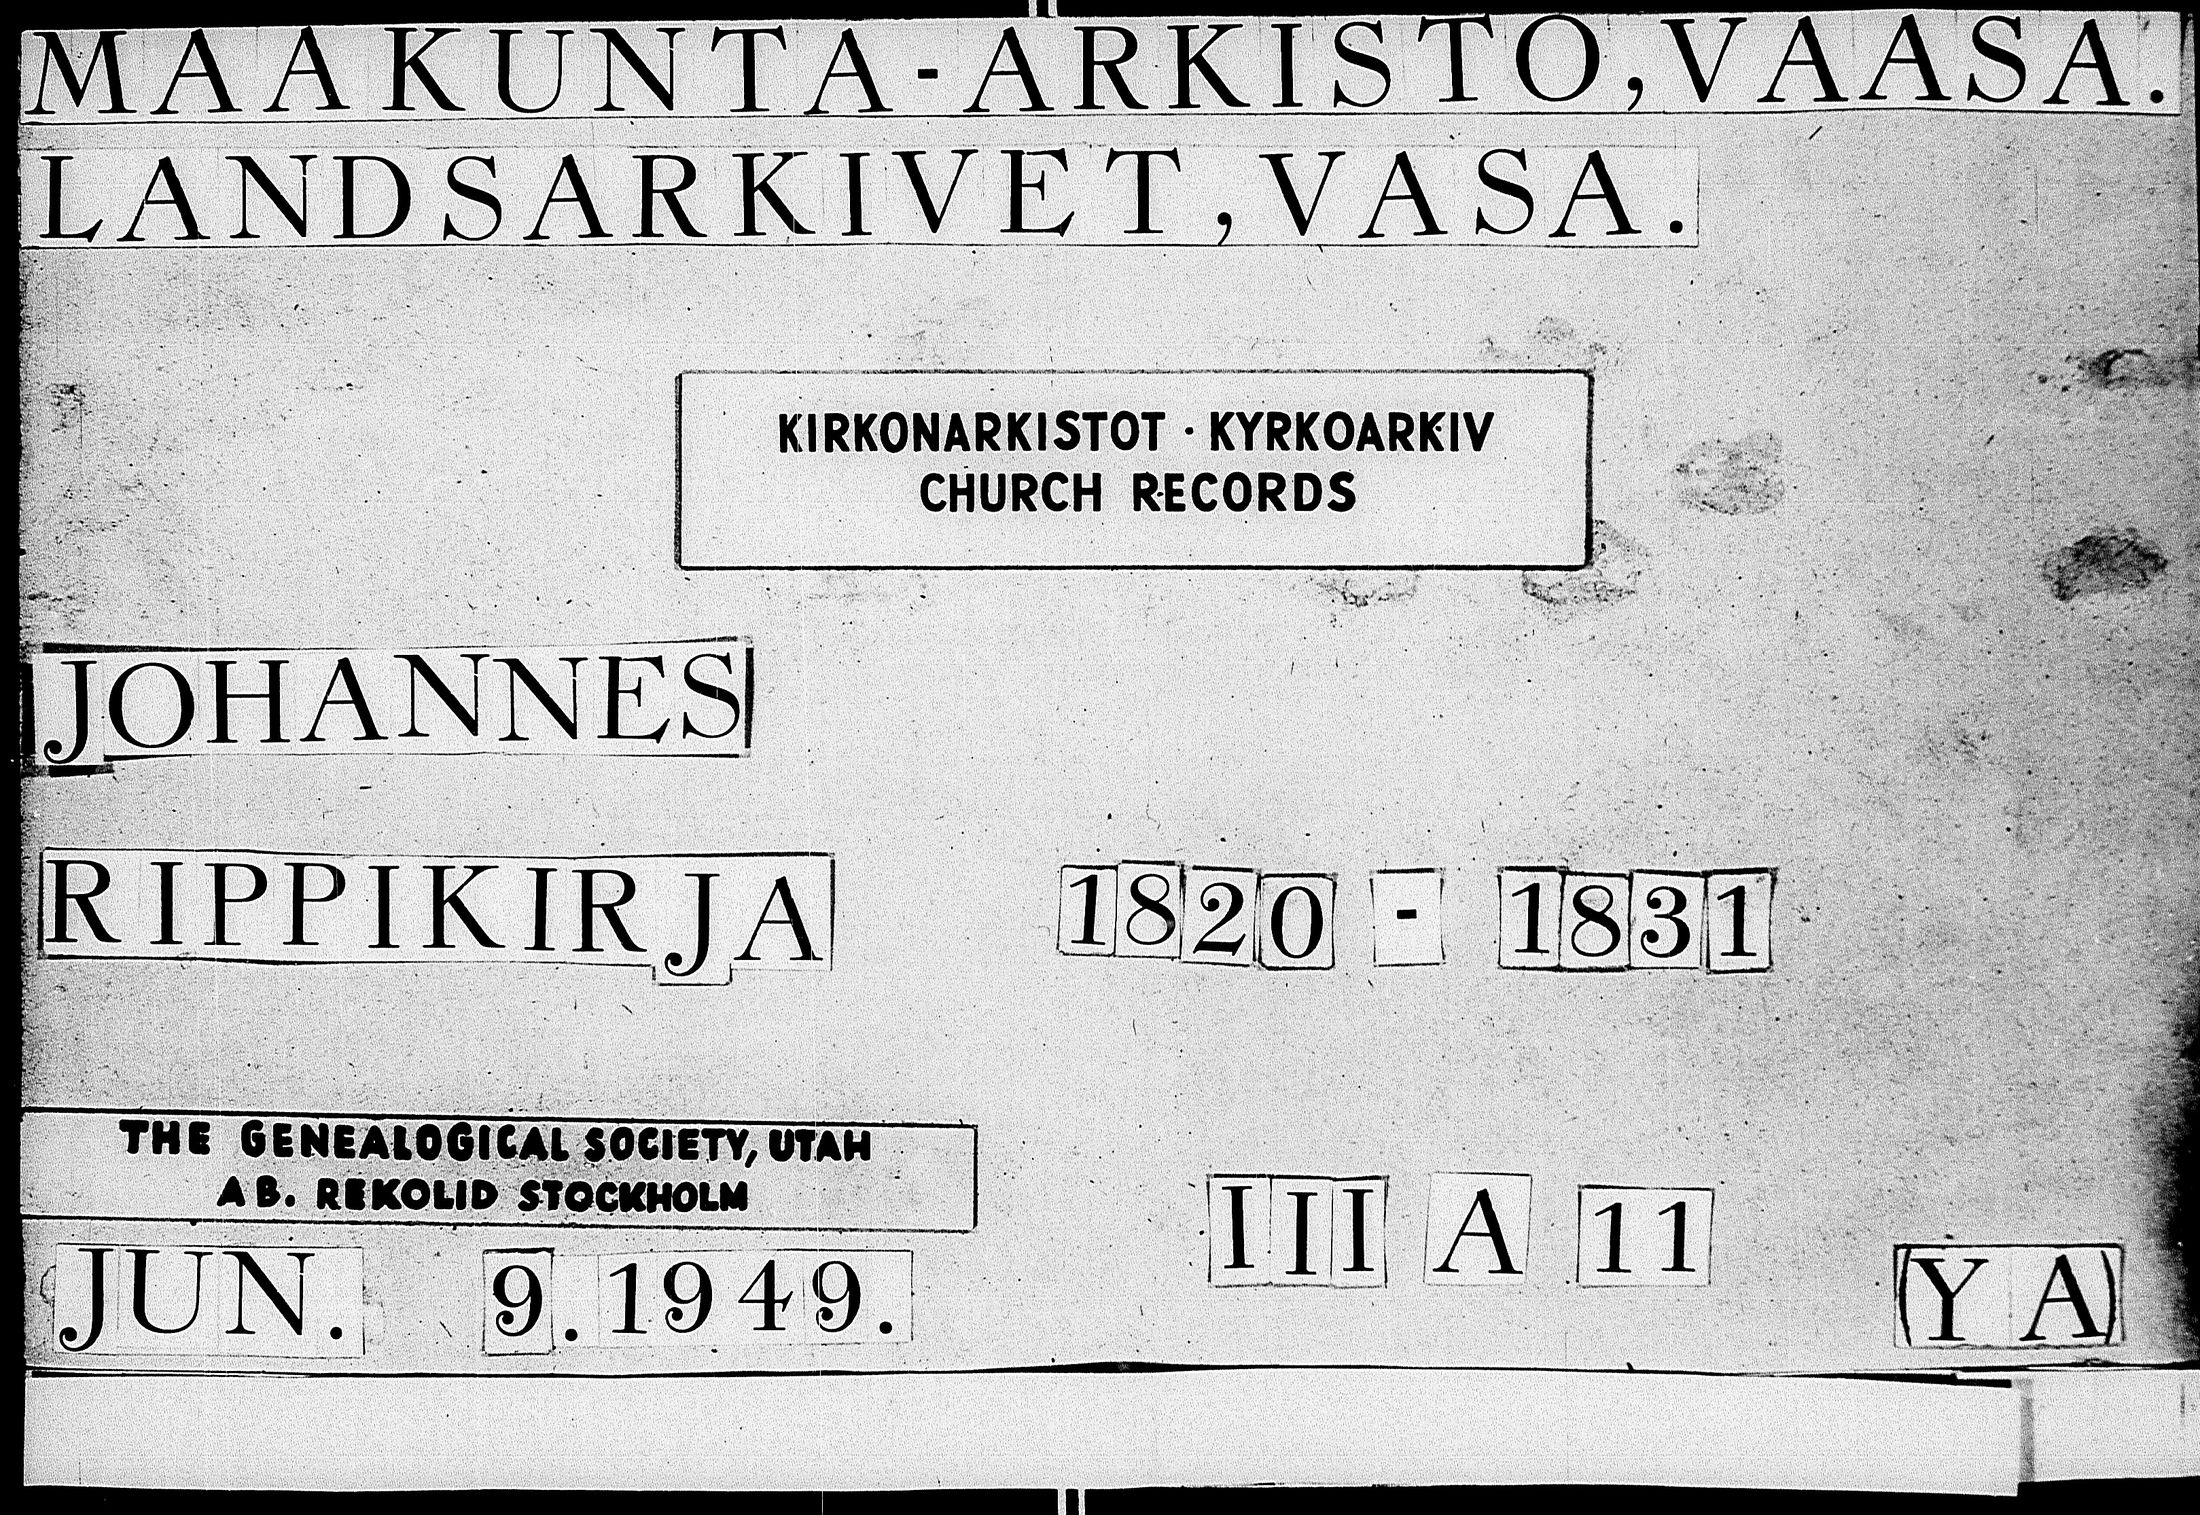 MAAKUNTA-ARKISTO, VAASA.
LANDSARKIVET, VASA.
KIRKONARKISTOT · KYRKOARKIV
CHURCH RECORDS
JOHANNES
RIPPIKIRJA 1820 - 1831
THE GENEALOGICAL SOCIETY, UTAH
AB. REKOLID STOCKHOLM
III A 11
JUN. 9. 1949.
(Y A)